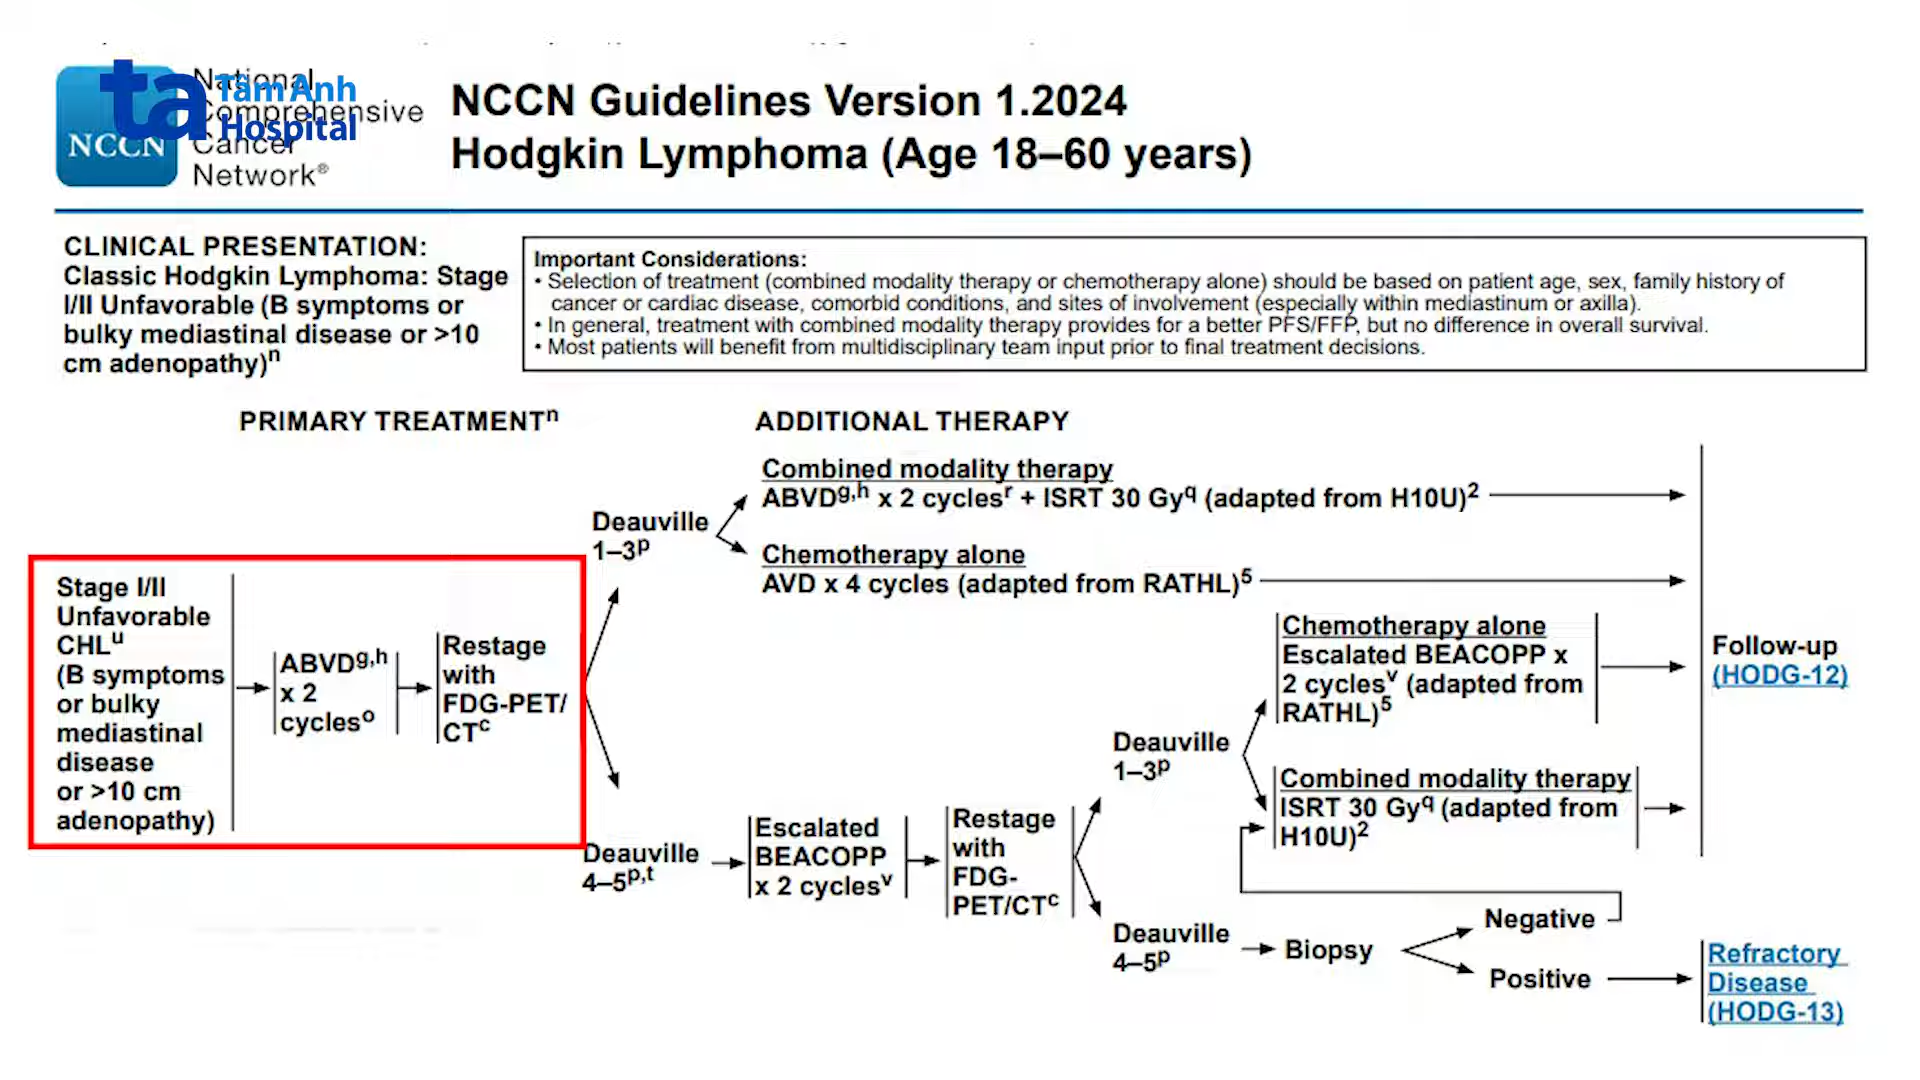 National
Comprehensive
Cancer
Network®
NCCN
ta Tâm Anh
Hospital
NCCN Guidelines Version 1.2024
Hodgkin Lymphoma (Age 18–60 years)
CLINICAL PRESENTATION:
Classic Hodgkin Lymphoma: Stage
I/II Unfavorable (B symptoms or
bulky mediastinal disease or >10
cm adenopathy)n
Important Considerations:
• Selection of treatment (combined modality therapy or chemotherapy alone) should be based on patient age, sex, family history of
cancer or cardiac disease, comorbid conditions, and sites of involvement (especially within mediastinum or axilla).
• In general, treatment with combined modality therapy provides for a better PFS/FFP, but no difference in overall survival.
• Most patients will benefit from multidisciplinary team input prior to final treatment decisions.
PRIMARY TREATMENTn
ADDITIONAL THERAPY
Stage I/II
Unfavorable
CHLu
(B symptoms
or bulky
mediastinal
disease
or >10 cm
adenopathy)
ABVDg,h
x 2
cycleso
Restage
with
FDG-PET/
CTc
Deauville
1–3p
Combined modality therapy
ABVDg,h x 2 cyclesr + ISRT 30 Gyq (adapted from H10U)2
Chemotherapy alone
AVD x 4 cycles (adapted from RATHL)5
Deauville
4–5p,t
Escalated
BEACOPP
x 2 cyclesv
Restage
with
FDG-
PET/CTc
Deauville
1–3p
Chemotherapy alone
Escalated BEACOPP x
2 cyclesv (adapted from
RATHL)5
Combined modality therapy
ISRT 30 Gyq (adapted from
H10U)2
Deauville
4–5p
Biopsy
Negative
Positive
Follow-up
(HODG-12)
Refractory
Disease
(HODG-13)